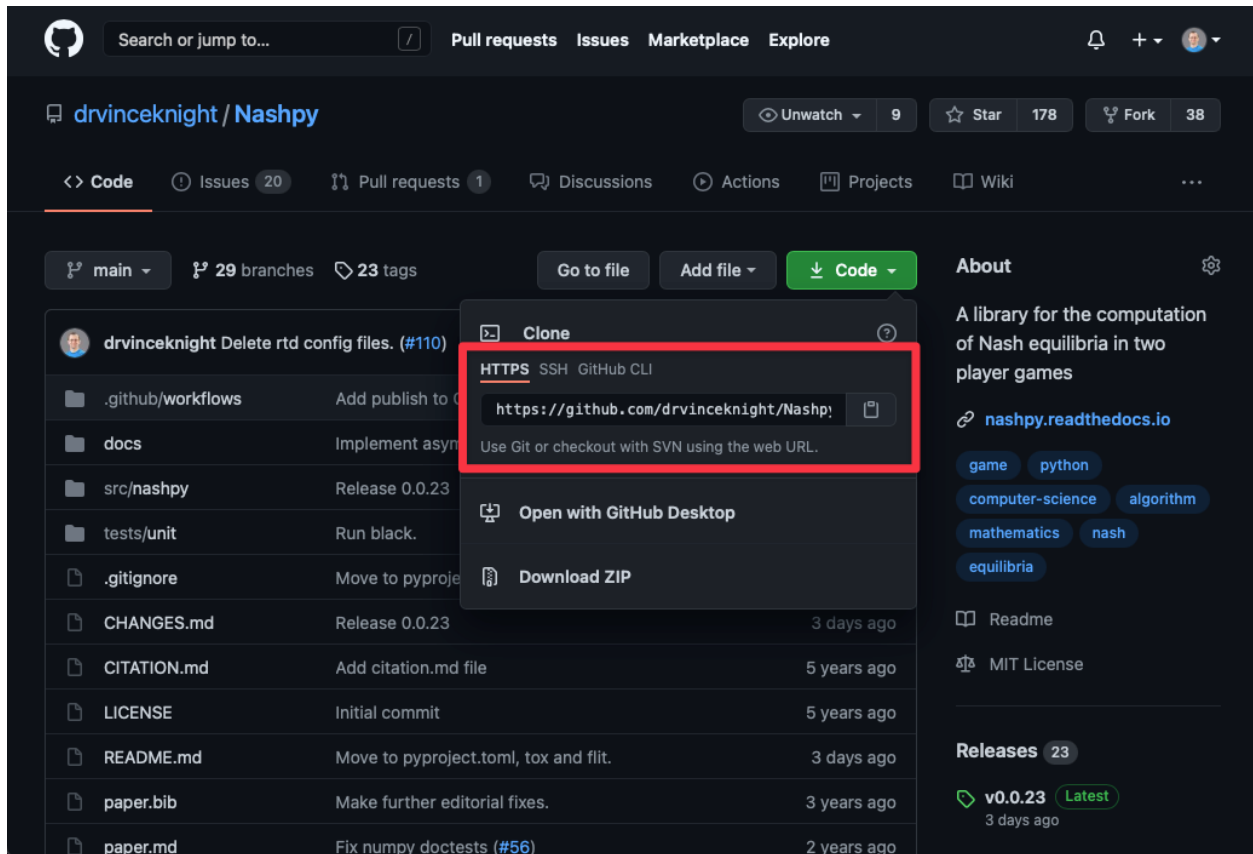 Search or jump to... / Pull requests Issues Marketplace Explore
drvinceknight / Nashpy Unwatch 9 Star 178 Fork 38
Code Issues 20 Pull requests 1 Discussions Actions Projects Wiki ...
main 29 branches 23 tags Go to file Add file Code
About
A library for the computation
of Nash equilibria in two
player games
nashpy.readthedocs.io
game python
computer-science algorithm
mathematics nash
equilibria
Readme
MIT License
Releases 23
v0.0.23 Latest
3 days ago
Clone
HTTPS SSH GitHub CLI
https://github.com/drvinceknight/Nashpy
Use Git or checkout with SVN using the web URL.
Open with GitHub Desktop
Download ZIP
drvinceknight Delete rtd config files. (#110)
.github/workflows Add publish to
docs Implement asym
src/nashpy Release 0.0.23
tests/unit Run black.
.gitignore Move to pyproje
CHANGES.md Release 0.0.23 3 days ago
CITATION.md Add citation.md file 5 years ago
LICENSE Initial commit 5 years ago
README.md Move to pyproject.toml, tox and flit. 3 days ago
paper.bib Make further editorial fixes. 3 years ago
paper.md Fix numpy doctests (#56) 2 years ago